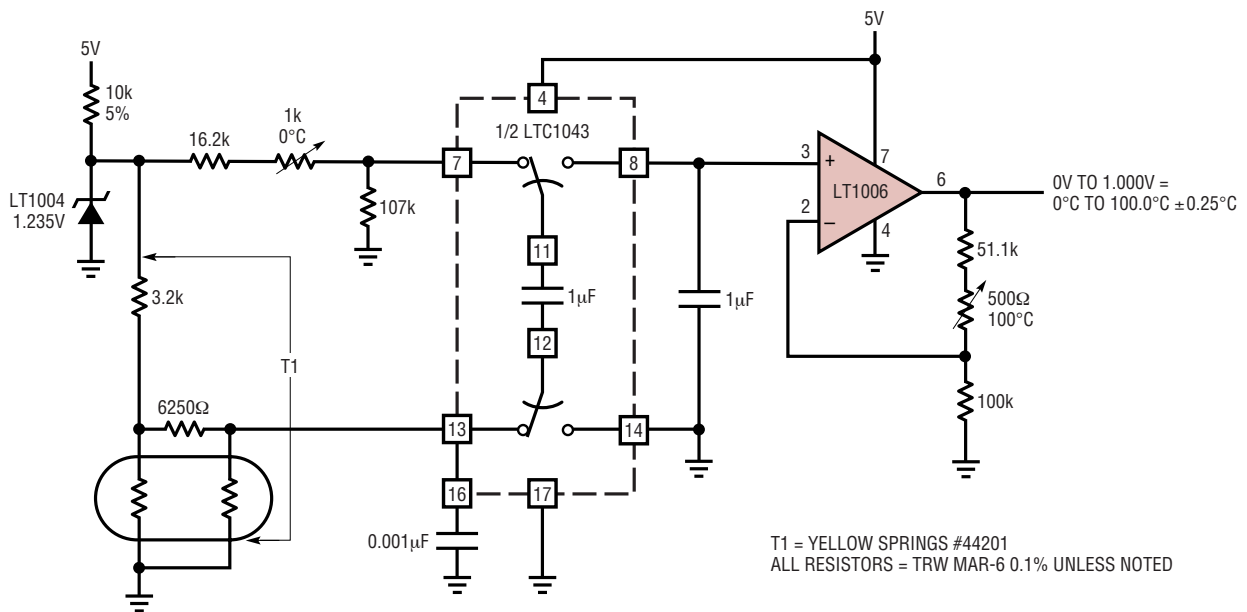 5V
5V
10k
5%
16.2k
1k
0°C
4
1/2 LTC1043
7
8
3
+
7
LT1006
6
2
–
4
0V TO 1.000V =
0°C TO 100.0°C ±0.25°C
LT1004
1.235V
107k
11
1µF
1µF
51.1k
500Ω
100°C
3.2k
12
T1
100k
6250Ω
13
14
16
17
0.001µF
T1 = YELLOW SPRINGS #44201
ALL RESISTORS = TRW MAR-6 0.1% UNLESS NOTED